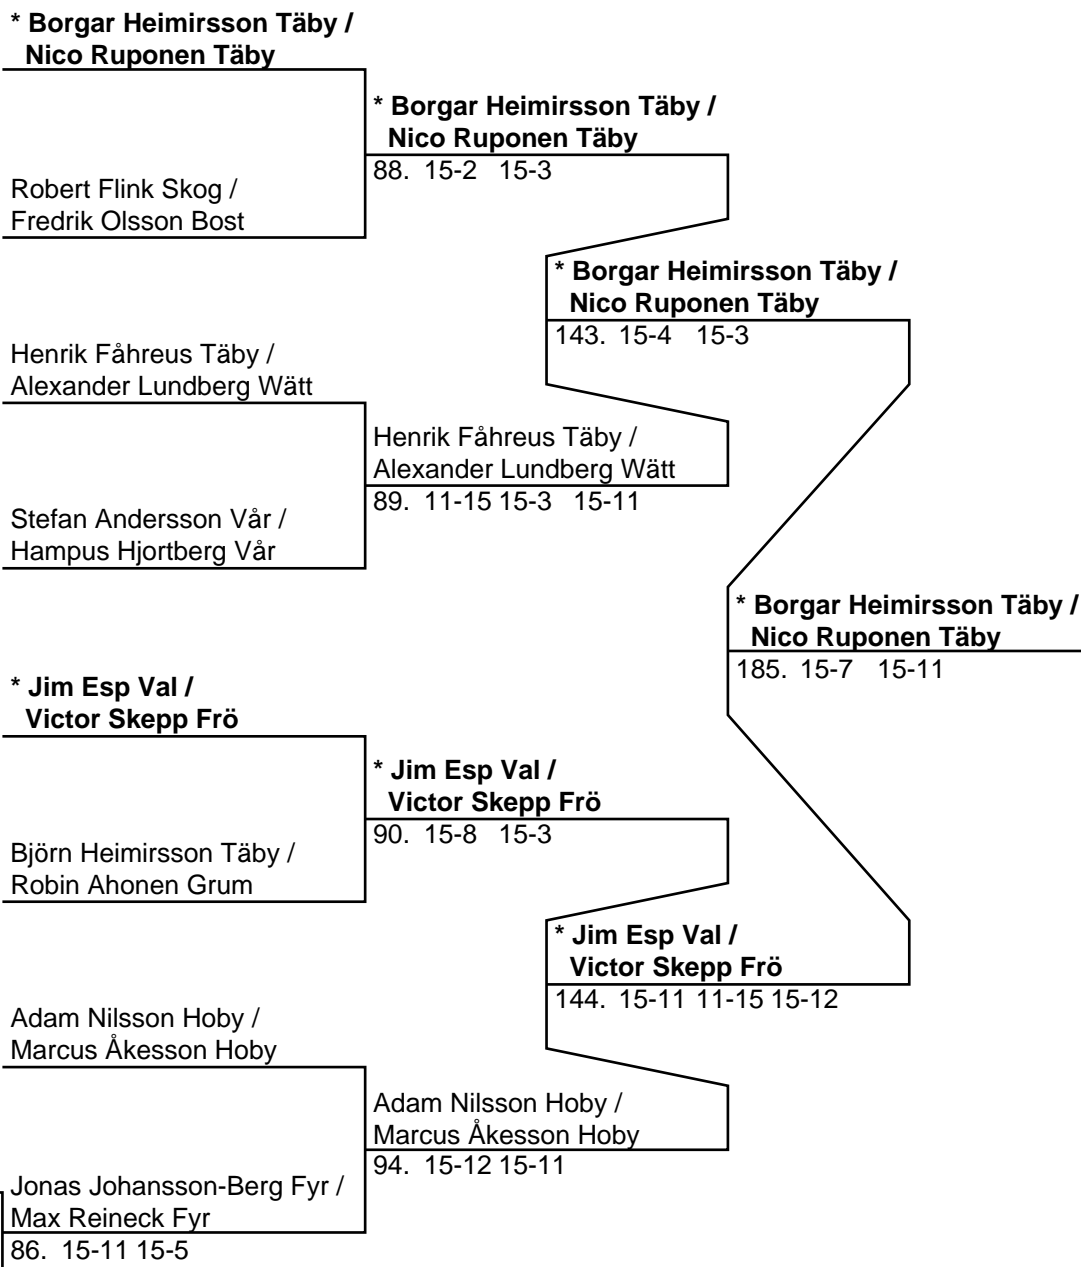 * Borgar Heimirsson Täby /
Nico Ruponen Täby
* Borgar Heimirsson Täby /
Nico Ruponen Täby
88. 15-2 15-3
Robert Flink Skog /
Fredrik Olsson Bost
* Borgar Heimirsson Täby /
Nico Ruponen Täby
143. 15-4 15-3
Henrik Fåhreus Täby /
Alexander Lundberg Wätt
Henrik Fåhreus Täby /
Alexander Lundberg Wätt
89. 11-15 15-3 15-11
Stefan Andersson Vår /
Hampus Hjortberg Vår
* Borgar Heimirsson Täby /
Nico Ruponen Täby
185. 15-7 15-11
* Jim Esp Val /
Victor Skepp Frö
* Jim Esp Val /
Victor Skepp Frö
90. 15-8 15-3
Björn Heimirsson Täby /
Robin Ahonen Grum
* Jim Esp Val /
Victor Skepp Frö
144. 15-11 11-15 15-12
Adam Nilsson Hoby /
Marcus Åkesson Hoby
Adam Nilsson Hoby /
Marcus Åkesson Hoby
94. 15-12 15-11
Jonas Johansson-Berg Fyr /
Max Reineck Fyr
86. 15-11 15-5